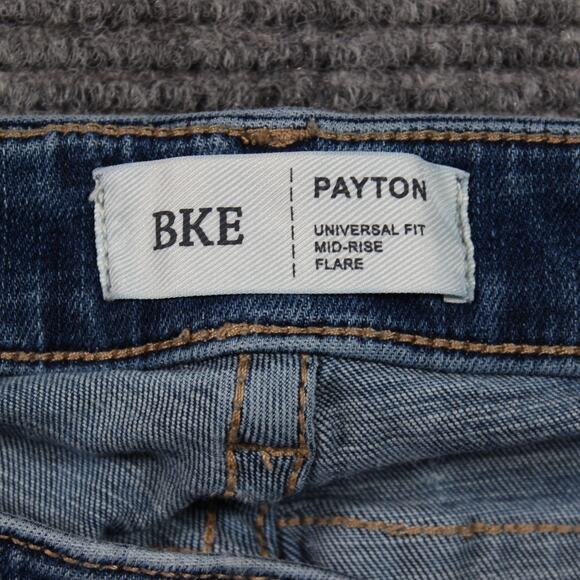 BKE
PAYTON
UNIVERSAL FIT
MID-RISE
FLARE